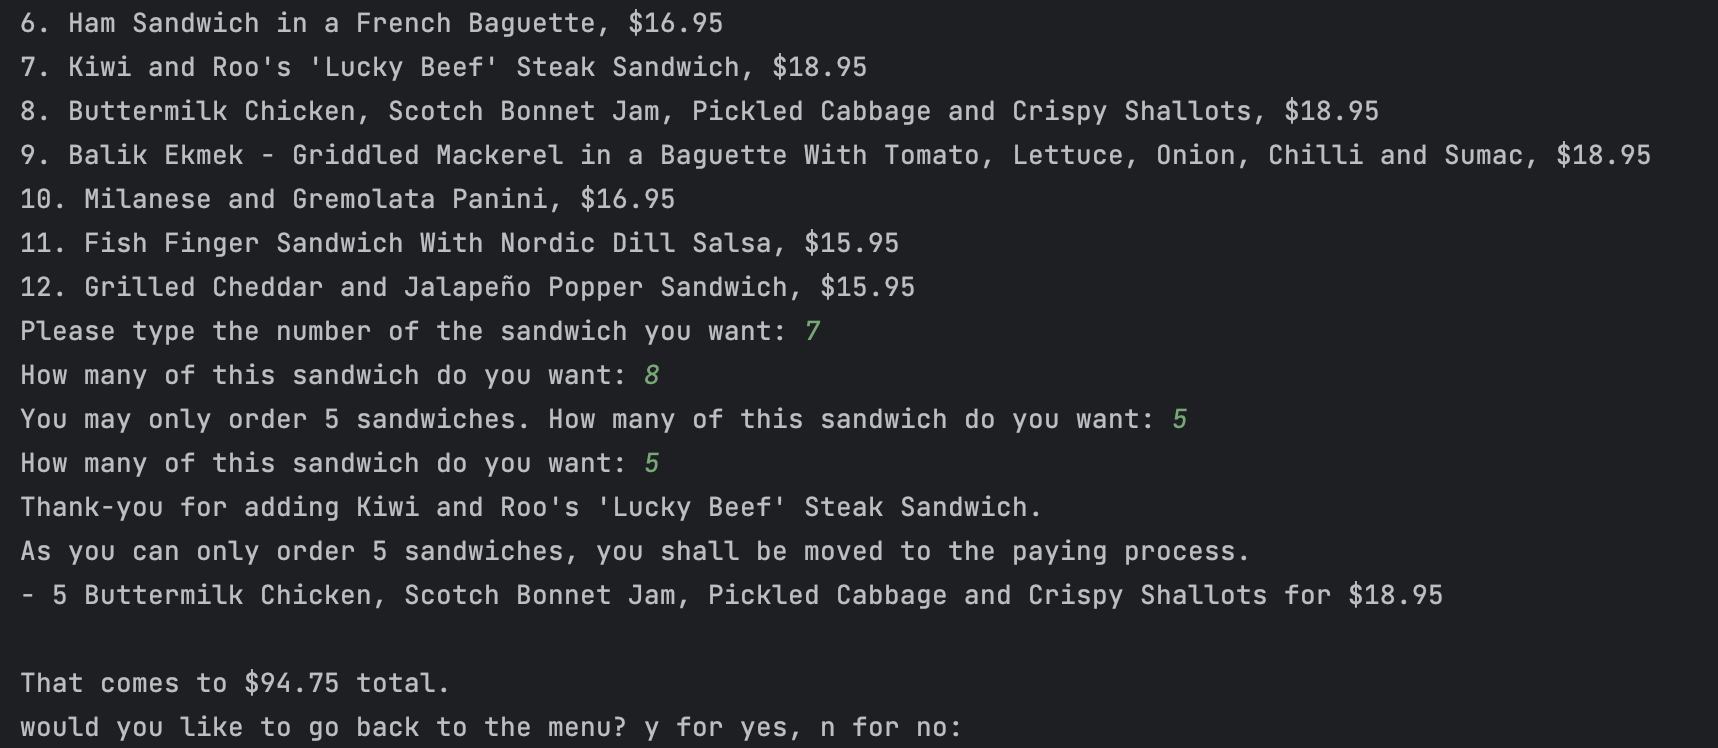 6. Ham Sandwich in a French Baguette, $16.95
7. Kiwi and Roo's 'Lucky Beef' Steak Sandwich, $18.95
8. Buttermilk Chicken, Scotch Bonnet Jam, Pickled Cabbage and Crispy Shallots, $18.95
9. Balik Ekmek - Griddled Mackerel in a Baguette With Tomato, Lettuce, Onion, Chilli and Sumac, $18.95
10. Milanese and Gremolata Panini, $16.95
11. Fish Finger Sandwich With Nordic Dill Salsa, $15.95
12. Grilled Cheddar and Jalapeño Popper Sandwich, $15.95
Please type the number of the sandwich you want: 7
How many of this sandwich do you want: 8
You may only order 5 sandwiches. How many of this sandwich do you want: 5
How many of this sandwich do you want: 5
Thank-you for adding Kiwi and Roo's 'Lucky Beef' Steak Sandwich.
As you can only order 5 sandwiches, you shall be moved to the paying process.
- 5 Buttermilk Chicken, Scotch Bonnet Jam, Pickled Cabbage and Crispy Shallots for $18.95
That comes to $94.75 total.
would you like to go back to the menu? y for yes, n for no: